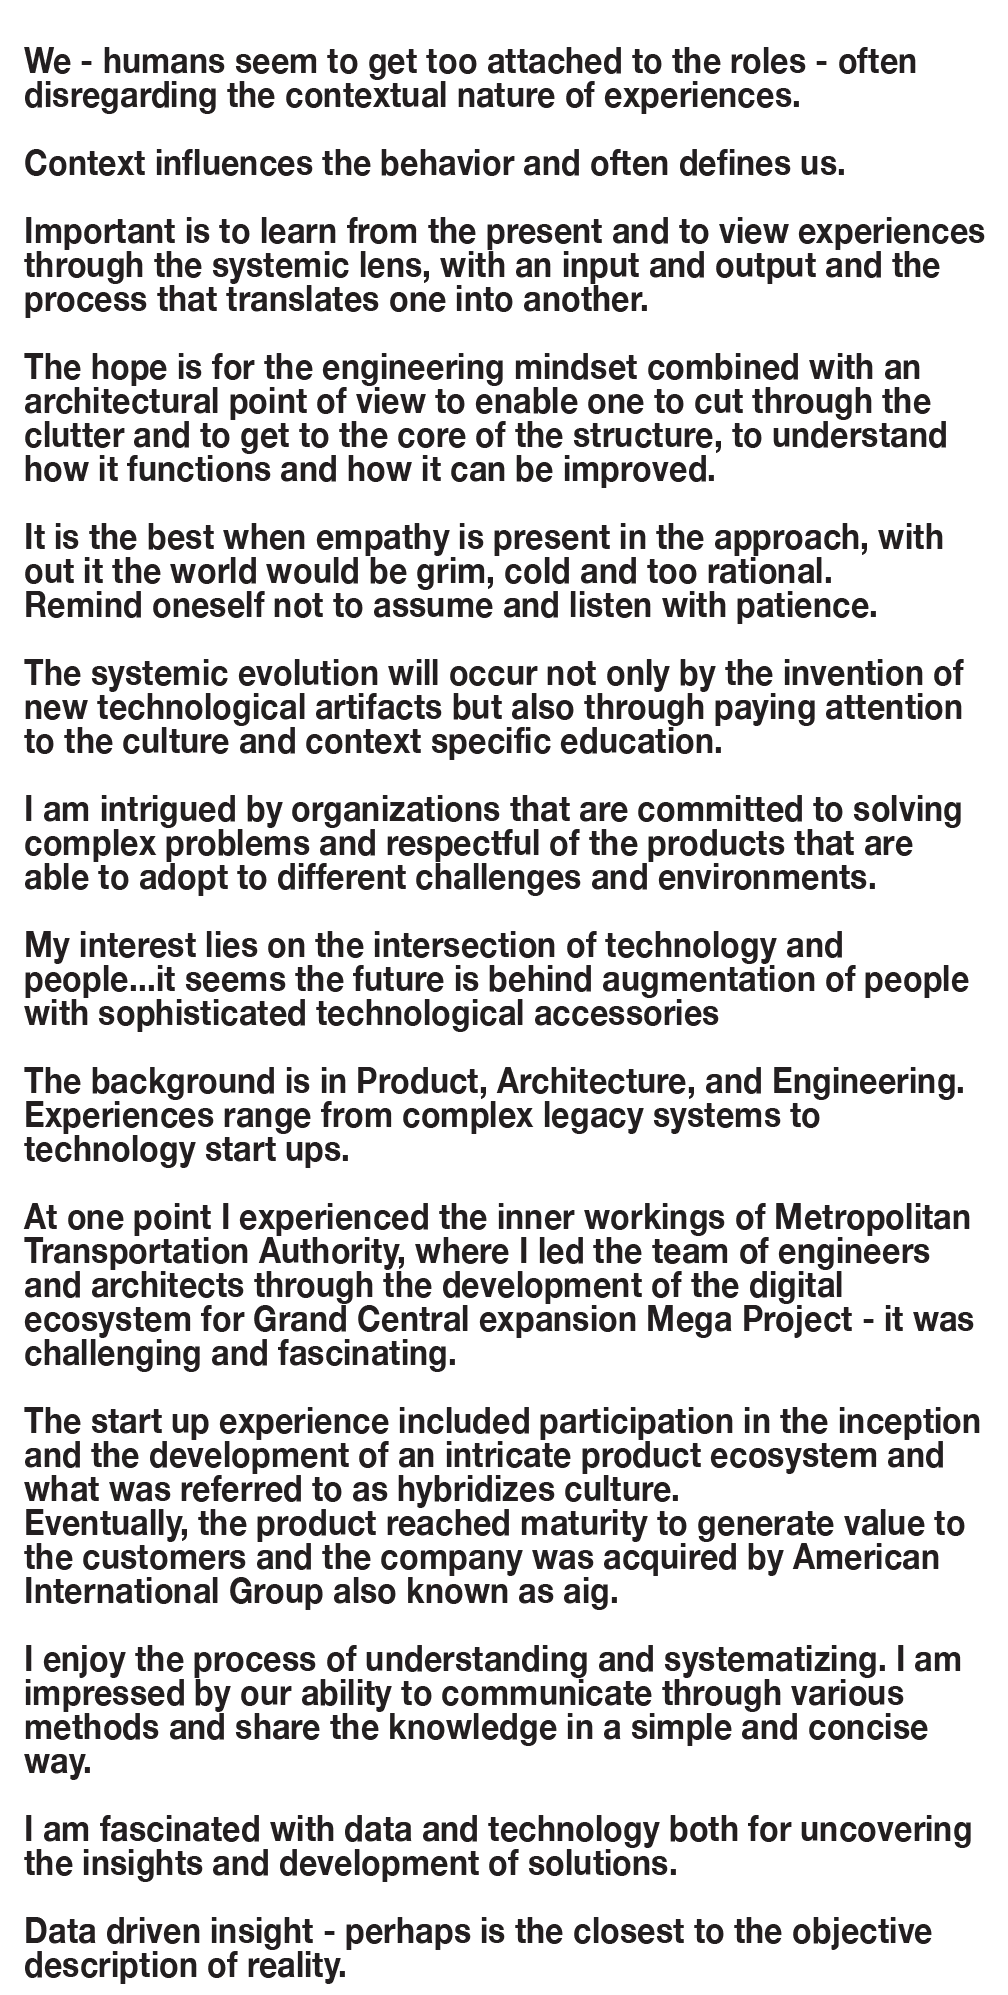 We - humans seem to get too attached to the roles - often
disregarding the contextual nature of experiences.
Context influences the behavior and often defines us.
Important is to learn from the present and to view experiences
through the systemic lens, with an input and output and the
process that translates one into another.
The hope is for the engineering mindset combined with an
architectural point of view to enable one to cut through the
clutter and to get to the core of the structure, to understand
how it functions and how it can be improved.
It is the best when empathy is present in the approach, with
out it the world would be grim, cold and too rational.
Remind oneself not to assume and listen with patience.
The systemic evolution will occur not only by the invention of
new technological artifacts but also through paying attention
to the culture and context specific education.
I am intrigued by organizations that are committed to solving
complex problems and respectful of the products that are
able to adopt to different challenges and environments.
My interest lies on the intersection of technology and
people...it seems the future is behind augmentation of people
with sophisticated technological accessories
The background is in Product, Architecture, and Engineering.
Experiences range from complex legacy systems to
technology start ups.
At one point I experienced the inner workings of Metropolitan
Transportation Authority, where I led the team of engineers
and architects through the development of the digital
ecosystem for Grand Central expansion Mega Project - it was
challenging and fascinating.
The start up experience included participation in the inception
and the development of an intricate product ecosystem and
what was referred to as hybridizes culture.
Eventually, the product reached maturity to generate value to
the customers and the company was acquired by American
International Group also known as aig.
I enjoy the process of understanding and systematizing. I am
impressed by our ability to communicate through various
methods and share the knowledge in a simple and concise
way.
I am fascinated with data and technology both for uncovering
the insights and development of solutions.
Data driven insight - perhaps is the closest to the objective
description of reality.